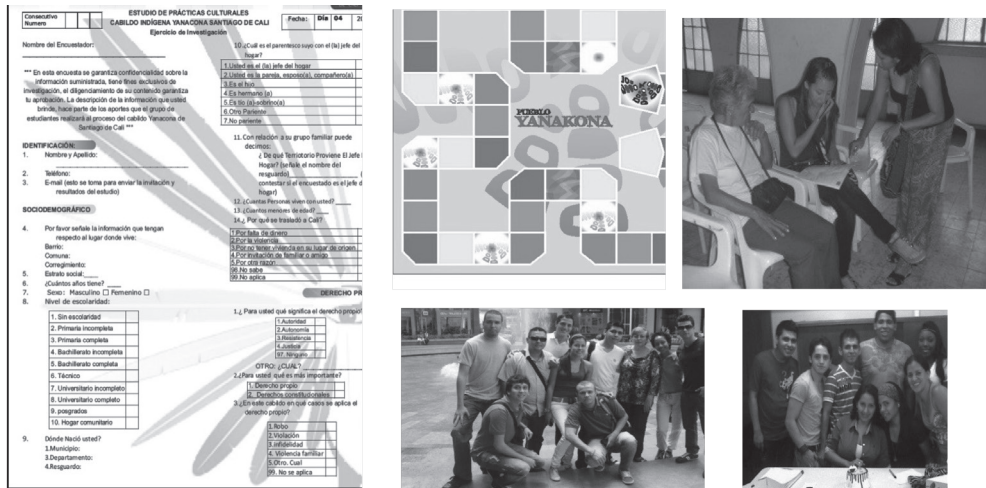 Consecutivo
Numero
ESTUDIO DE PRÁCTICAS CULTURALES
CABILDO INDÍGENA YANACONA SANTIAGO DE CALI
Ejercicio de Investigación
Fecha: Día 04 20
Nombre del Encuestador:
*** En esta encuesta se garantiza confidencialidad sobre la
información suministrada, tiene fines exclusivos de
investigación, el diligenciamiento de su contenido garantiza
tu aprobación. La descripción de la información que usted
brinde, hace parte de los aportes que el grupo de
estudiantes realizará al proceso del cabildo Yanacona de
Santiago de Cali ***
IDENTIFICACIÓN:
1. Nombre y Apellido:
2. Teléfono:
3. E-mail (esto se toma para enviar la invitación y
resultados del estudio)
SOCIODEMOGRÁFICO
4. Por favor señale la información que tengan
respecto al lugar donde vive:
Barrio:
Comuna:
Corregimiento:
5. Estrato social:
6. ¿Cuántos años tiene?
7. Sexo: Masculino □ Femenino □
8. Nivel de escolaridad:
1. Sin escolaridad
2. Primaria incompleta
3. Primaria completa
4. Bachillerato incompleta
5. Bachillerato completa
6. Técnico
7. Universitario incompleto
8. Universitario completo
9. posgrados
10. Hogar comunitario
9. Dónde Nació usted?
1.Municipio:
3.Departamento:
4.Resguardo:
10.¿Cuál es el parentesco suyo con el (la) jefe del
hogar?
1.Usted es el (la) jefe del hogar
2.Usted es la pareja, esposo(a), compañero(a)
3.Es el hijo
4.Es hermano (a)
5.Es tío (a)-sobrino(a)
6.Otro Pariente
7.No pariente
11.Con relación a su grupo familiar puede
decirnos:
¿ De qué Territorio Proviene El Jefe
Hogar? (señale el nombre del
resguardo) (
contestar si el encuestado es el jefe d
hogar)
12. ¿Cuantas Personas viven con usted?
13. ¿Cuantos menores de edad?
14.¿ Por qué se trasladó a Cali?
1.Por falta de dinero
2.Por la violencia
3.Por no tener vivienda en su lugar de origen
4.Por invitación de familiar o amigo
5.Por otra razón
98.No sabe
99.No aplica
DERECHO PR
1.¿ Para usted qué significa el derecho propio
1.Autoridad
2.Autonomía
3.Resistencia
4.Justicia
97. Ninguno
OTRO: ¿CUAL?
2.¿Para usted qué es más importante?
1. Derecho propio
2. Derechos constitucionales
3.¿En este cabildo en qué casos se aplica el
derecho propio?
1.Robo
2.Violación
3.Infidelidad
4. Violencia familiar
5.Otro. Cual
99. No se aplica
PUEBLO
YANAKONA